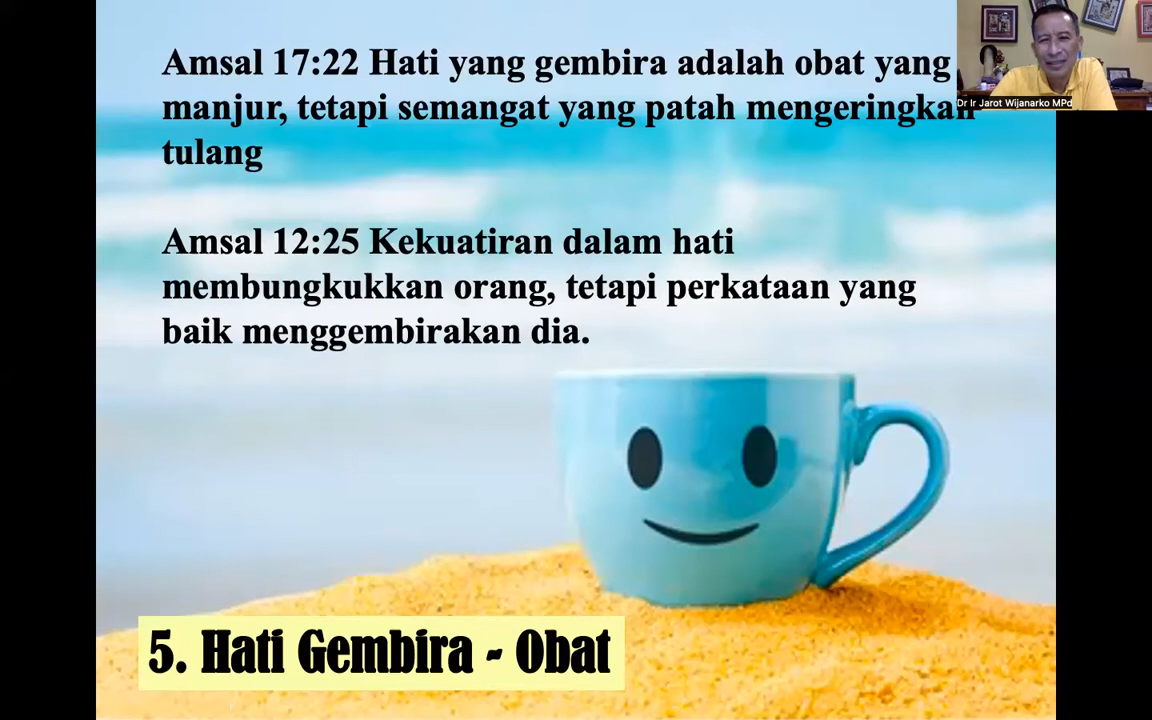 Amsal 17:22 Hati yang gembira adalah obat yang
manjur, tetapi semangat yang patah mengeringkan
tulang
Amsal 12:25 Kekuatiran dalam hati
membungkukkan orang, tetapi perkataan yang
baik menggembirakan dia.
5. Hati Gembira - Obat
Dr Ir Jarot Wijanarko MPd